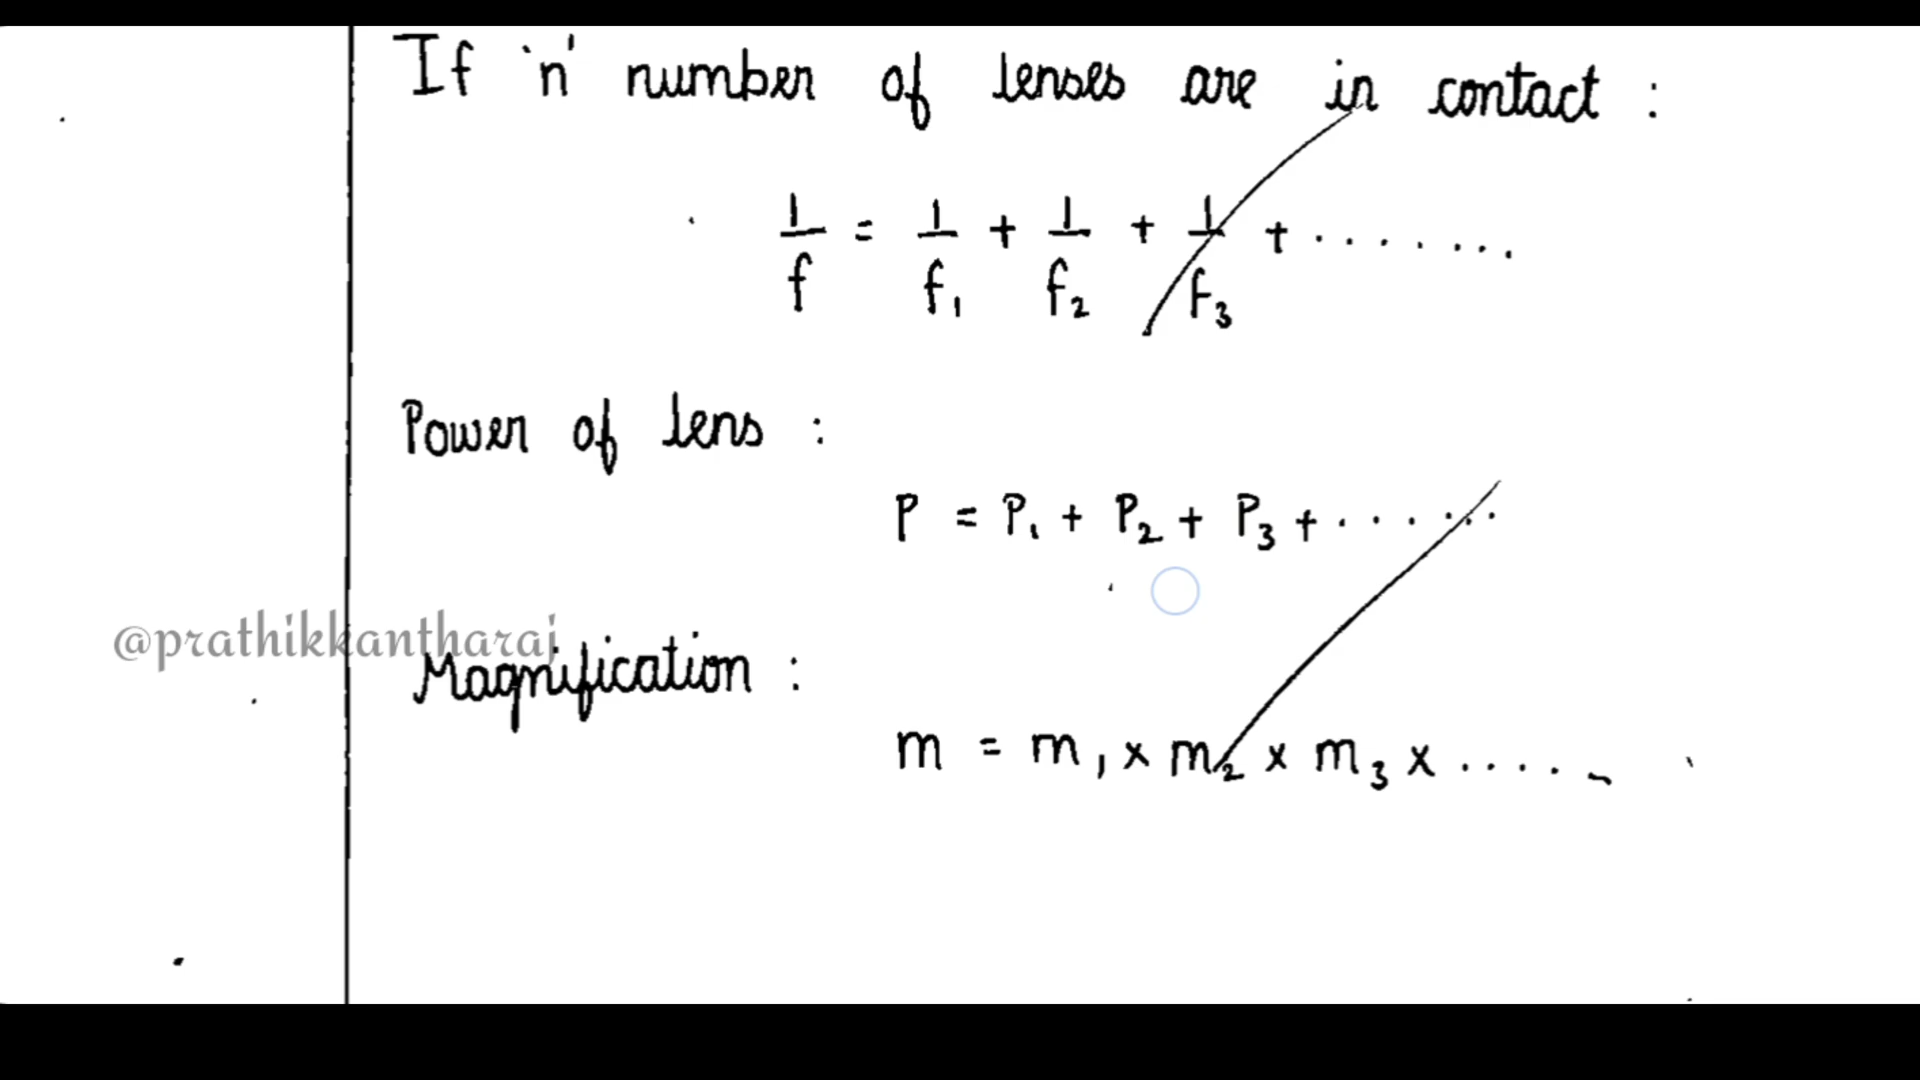 If 'n' number of lenses are in contact :
1/f = 1/f₁ + 1/f₂ + 1/f₃ + ........
Power of lens :
P = P₁ + P₂ + P₃ + ......
@prathikkantharaj
Magnification :
m = m₁ × m₂ × m₃ × .....